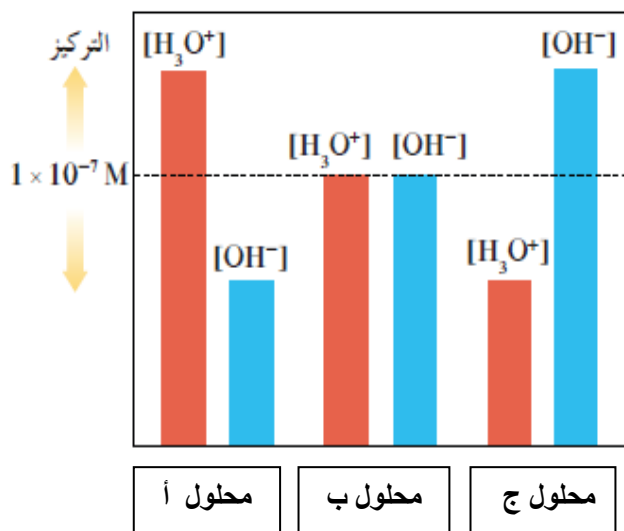 التركيز
[H₃O⁺]
[OH⁻]
[H₃O⁺]
[OH⁻]
1 × 10⁻⁷ M
[OH⁻]
[H₃O⁺]
محلول أ
محلول ب
محلول ج